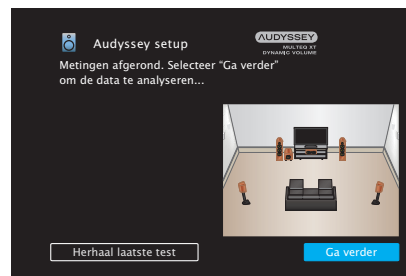 Audyssey setup
AUDYSSEY
MULTEQ XT
DYNAMIC VOLUME
Metingen afgerond. Selecteer “Ga verder”
om de data te analyseren...
Herhaal laatste test
Ga verder